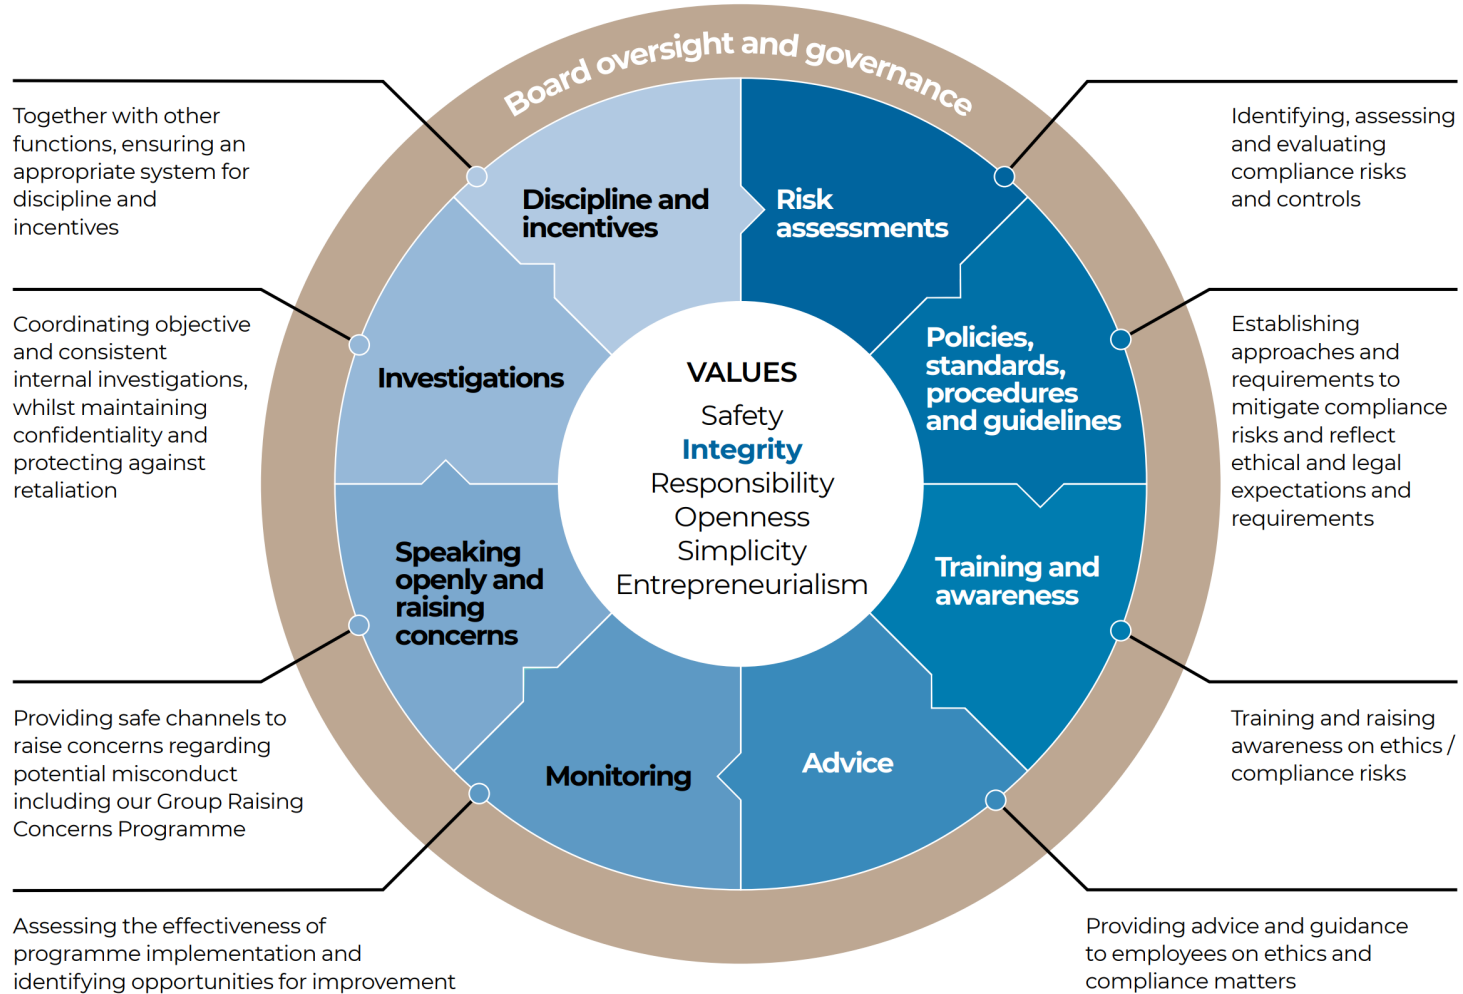 Board oversight and governance
Together with other
functions, ensuring an
appropriate system for
discipline and
incentives
Identifying, assessing
and evaluating
compliance risks
and controls
Discipline and
incentives
Risk
assessments
Coordinating objective
and consistent
internal investigations,
whilst maintaining
confidentiality and
protecting against
retaliation
Investigations
Policies,
standards,
procedures
and guidelines
Establishing
approaches and
requirements to
mitigate compliance
risks and reflect
ethical and legal
expectations and
requirements
VALUES
Safety
Integrity
Responsibility
Openness
Simplicity
Entrepreneurialism
Speaking
openly and
raising
concerns
Training and
awareness
Providing safe channels to
raise concerns regarding
potential misconduct
including our Group Raising
Concerns Programme
Training and raising
awareness on ethics /
compliance risks
Monitoring
Advice
Assessing the effectiveness of
programme implementation and
identifying opportunities for improvement
Providing advice and guidance
to employees on ethics and
compliance matters